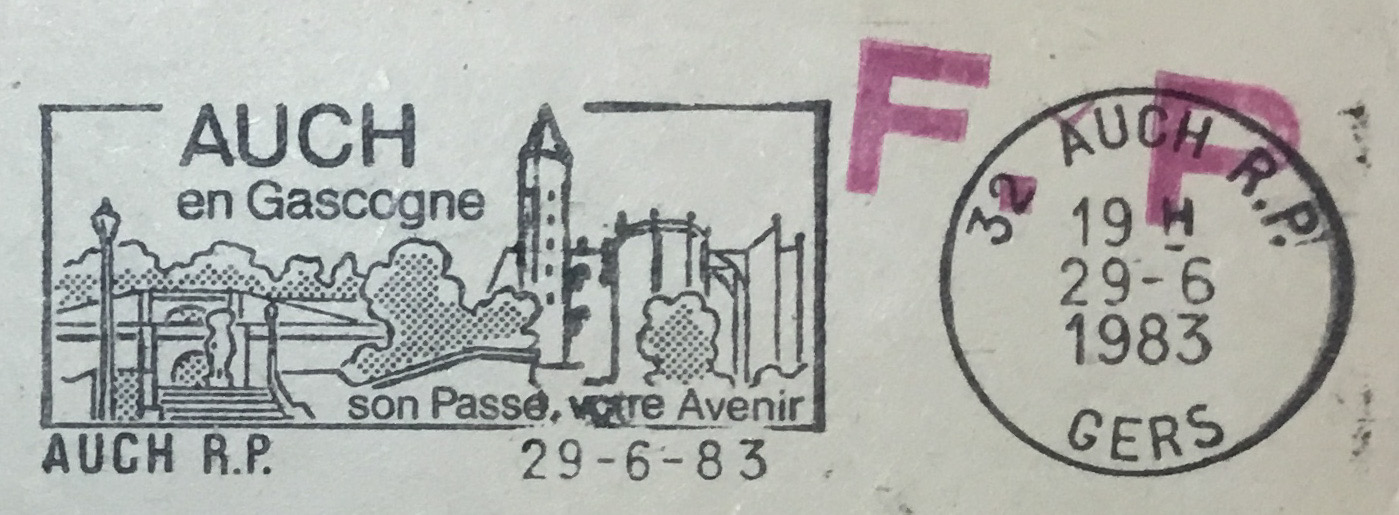 AUCH
en Gascogne
son Passé, votre Avenir
AUCH R.P.
29-6-83
F.P
32 AUCH R.P.
19 H
29-6
1983
GERS